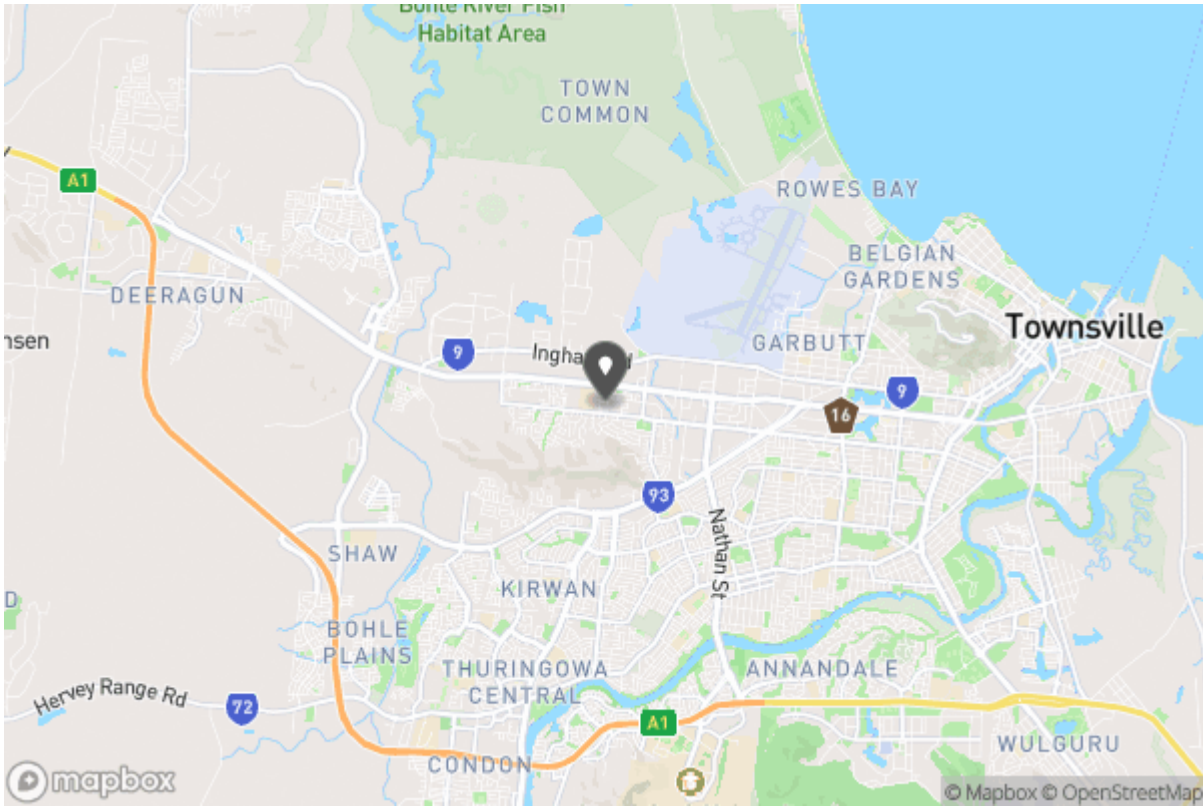 Bohle River Fish
Habitat Area
TOWN
COMMON
A1
ROWES BAY
BELGIAN
GARDENS
DEERAGUN
nsen
Townsville
GARBUTT
9
9
16
93
Nathan St
SHAW
KIRWAN
BOHLE
PLAINS
THURINGOWA
CENTRAL
ANNANDALE
Hervey Range Rd
72
A1
WULGURU
CONDON
mapbox
© Mapbox © OpenStreetMap